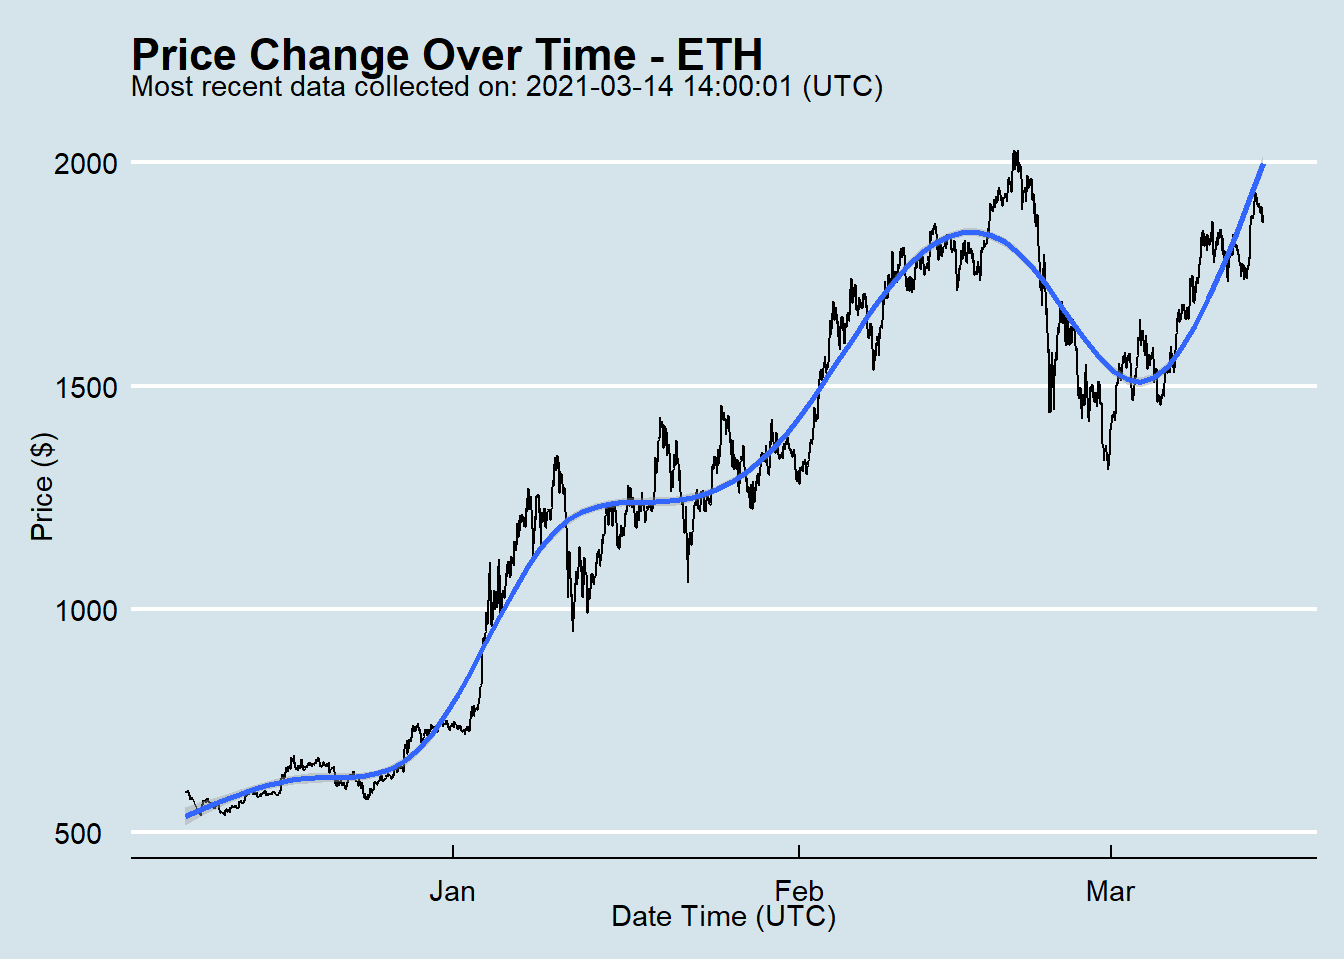 Price Change Over Time - ETH
Most recent data collected on: 2021-03-14 14:00:01 (UTC)
2000
1500
1000
500
Price ($)
Jan
Feb
Mar
Date Time (UTC)